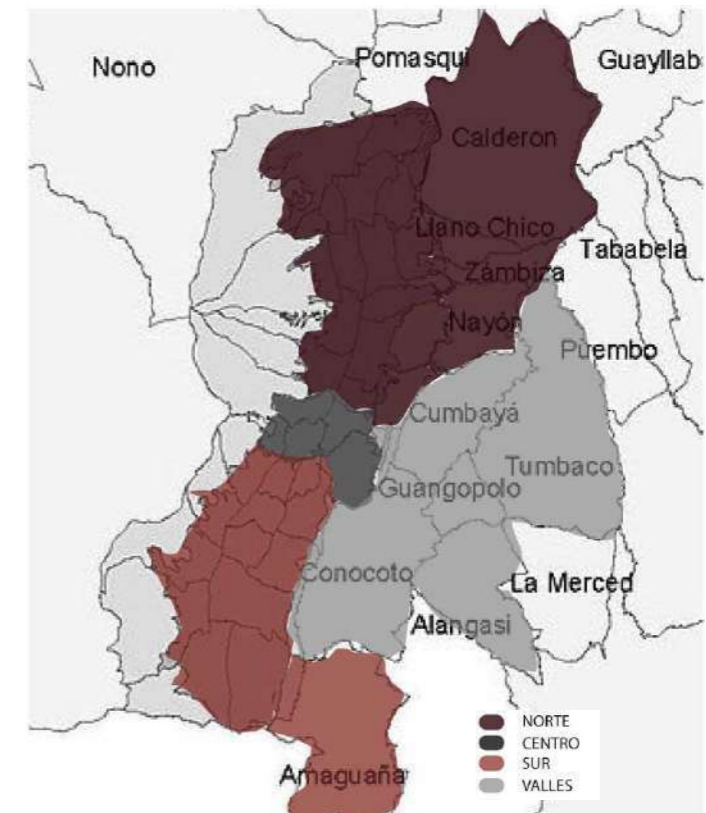 Nono
Pomasqui
Guayllab
Calderon
Llano Chico
Tababela
Zámbiza
Nayón
Puembo
Cumbayá
Tumbaco
Guangopolo
Conocoto
La Merced
Alangasi
Amaguaña
NORTE
CENTRO
SUR
VALLES